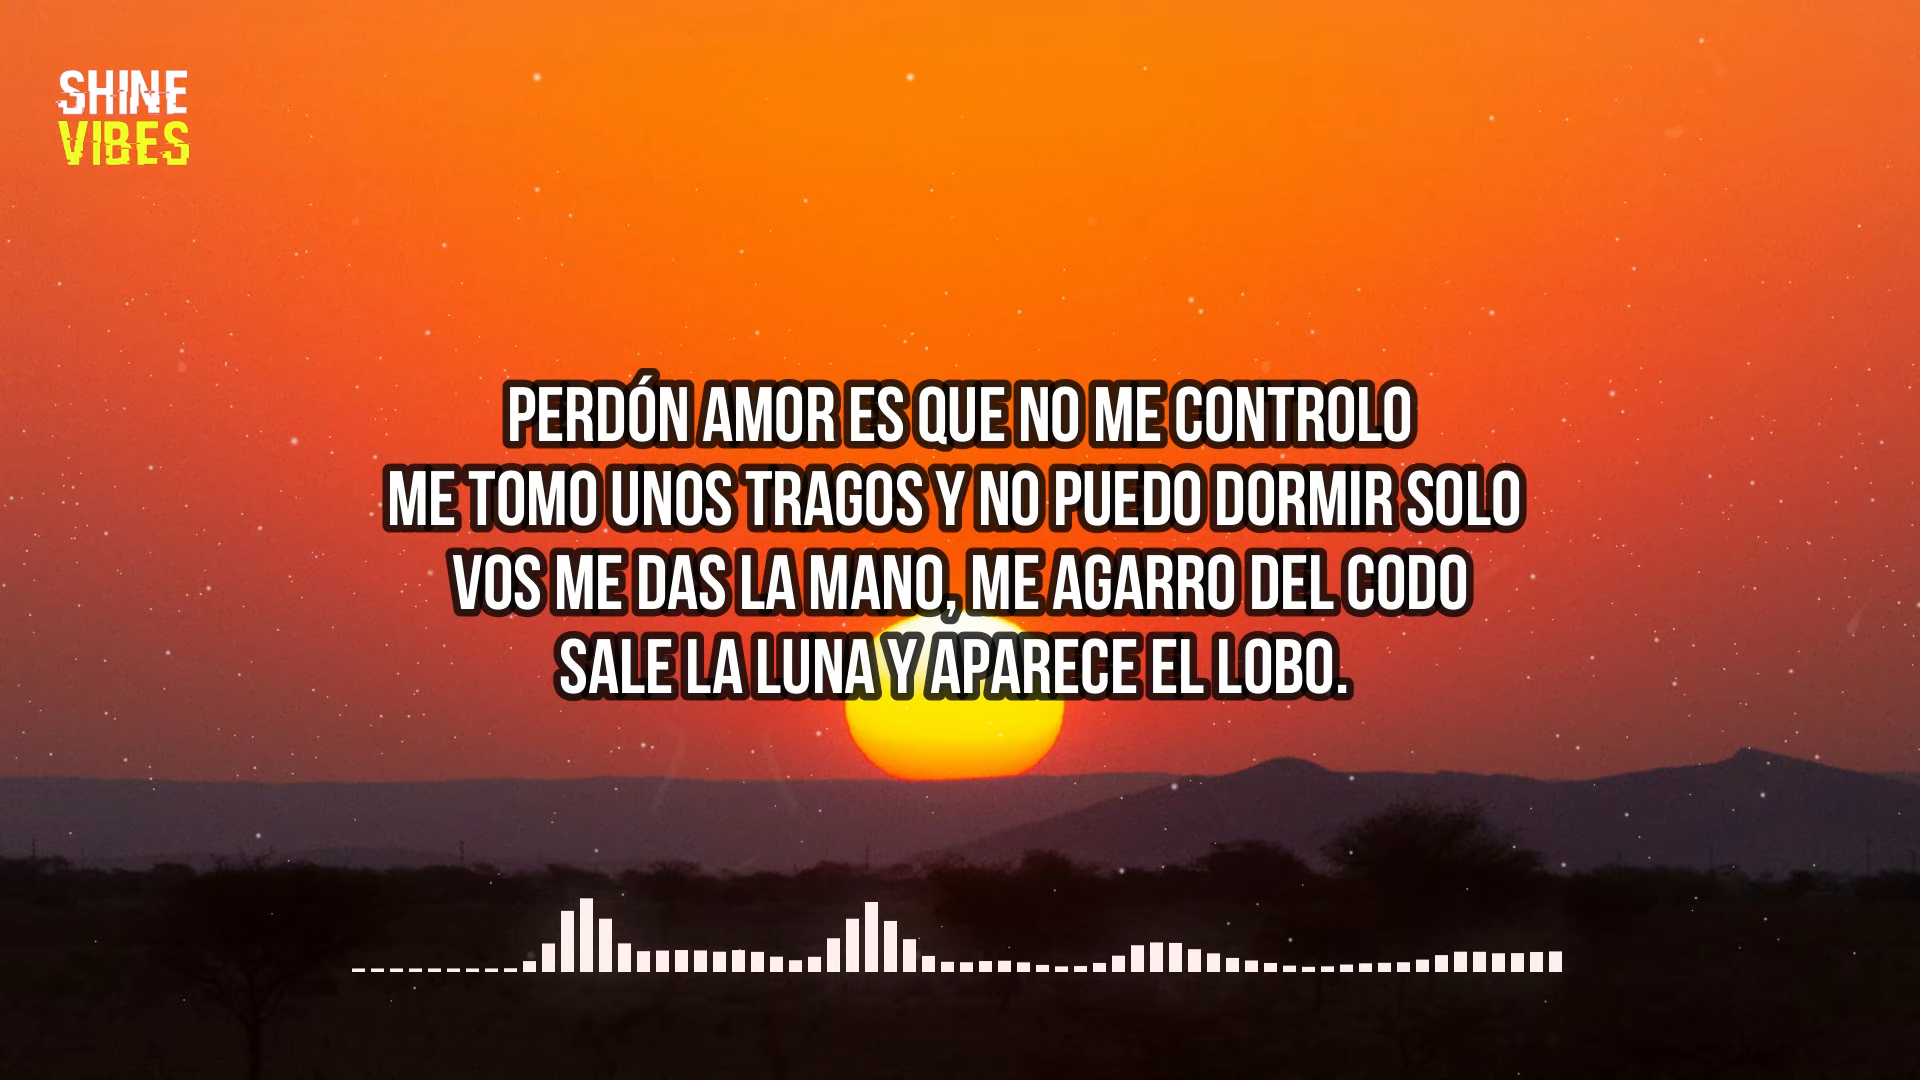 SHINE
VIBES
PERDÓN AMOR ES QUE NO ME CONTROLO
ME TOMO UNOS TRAGOS Y NO PUEDO DORMIR SOLO
VOS ME DAS LA MANO, ME AGARRO DEL CODO
SALE LA LUNA Y APARECE EL LOBO.